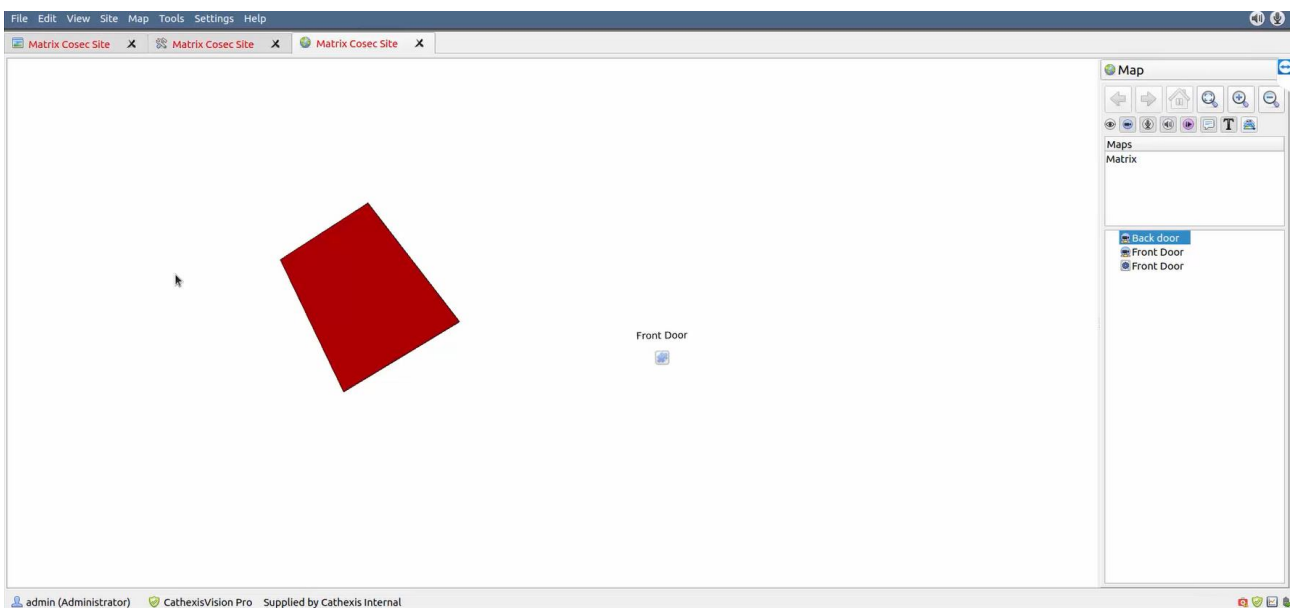 File Edit View Site Map Tools Settings Help
Matrix Cosec Site Matrix Cosec Site Matrix Cosec Site
Map
T
Maps
Matrix
Back door
Front Door
Front Door
Front Door
admin (Administrator) CathexisVision Pro Supplied by Cathexis Internal